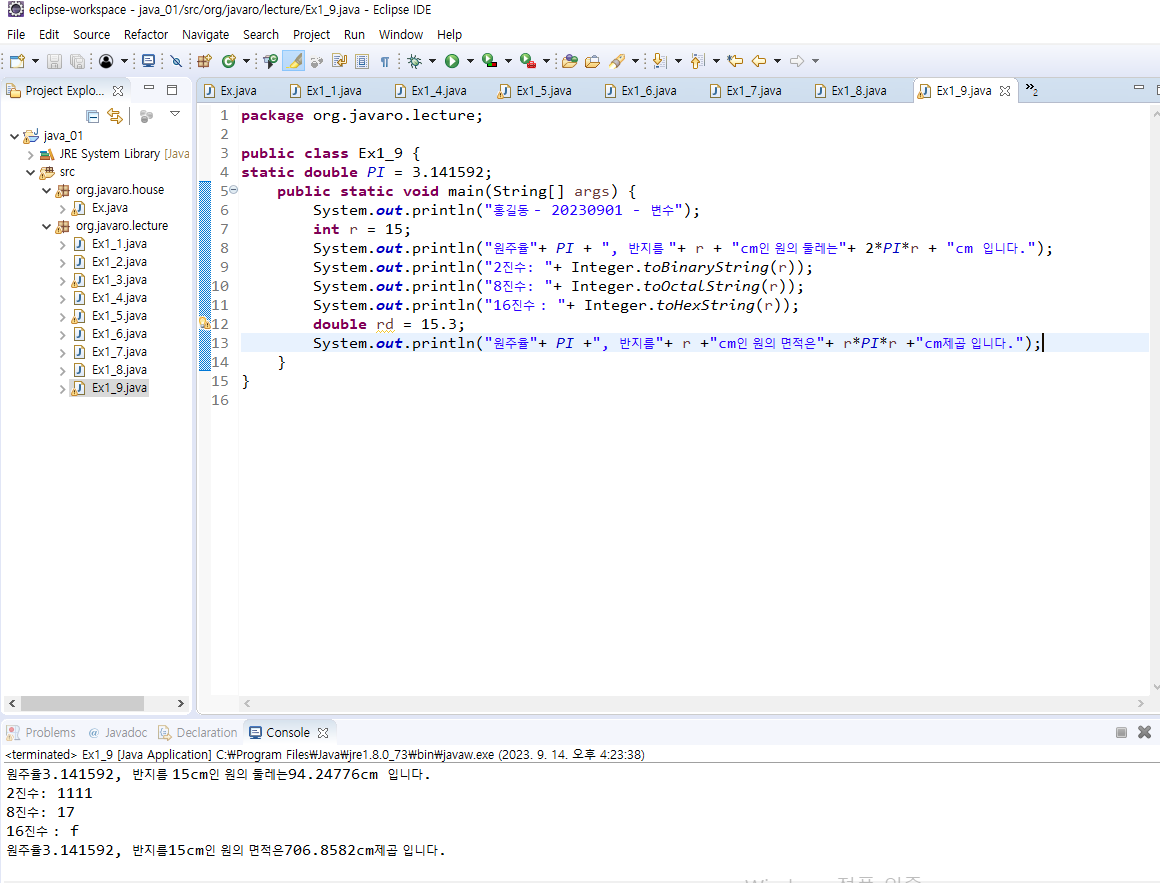 eclipse-workspace - java_01/src/org/javaro/lecture/Ex1_9.java - Eclipse IDE
File Edit Source Refactor Navigate Search Project Run Window Help
Project Explo...
Ex.java Ex1_1.java Ex1_4.java Ex1_5.java Ex1_6.java Ex1_7.java Ex1_8.java Ex1_9.java »2
java_01
JRE System Library [Java
src
org.javaro.house
Ex.java
org.javaro.lecture
Ex1_1.java
Ex1_2.java
Ex1_3.java
Ex1_4.java
Ex1_5.java
Ex1_6.java
Ex1_7.java
Ex1_8.java
Ex1_9.java
1 package org.javaro.lecture;
2
3 public class Ex1_9 {
4 static double PI = 3.141592;
5 public static void main(String[] args) {
6 System.out.println("홍길동 - 20230901 - 변수");
7 int r = 15;
8 System.out.println("원주율"+ PI + ", 반지름 "+ r + "cm인 원의 둘레는"+ 2*PI*r + "cm 입니다.");
9 System.out.println("2진수: "+ Integer.toBinaryString(r));
10 System.out.println("8진수: "+ Integer.toOctalString(r));
11 System.out.println("16진수 : "+ Integer.toHexString(r));
12 double rd = 15.3;
13 System.out.println("원주율"+ PI +", 반지름"+ r +"cm인 원의 면적은"+ r*PI*r +"cm제곱 입니다.");
14 }
15 }
16
Problems Javadoc Declaration Console
<terminated> Ex1_9 [Java Application] C:₩Program Files₩Java₩jre1.8.0_73₩bin₩javaw.exe (2023. 9. 14. 오후 4:23:38)
원주율3.141592, 반지름 15cm인 원의 둘레는94.24776cm 입니다.
2진수: 1111
8진수: 17
16진수 : f
원주율3.141592, 반지름15cm인 원의 면적은706.8582cm제곱 입니다.
Windows 정품 인증